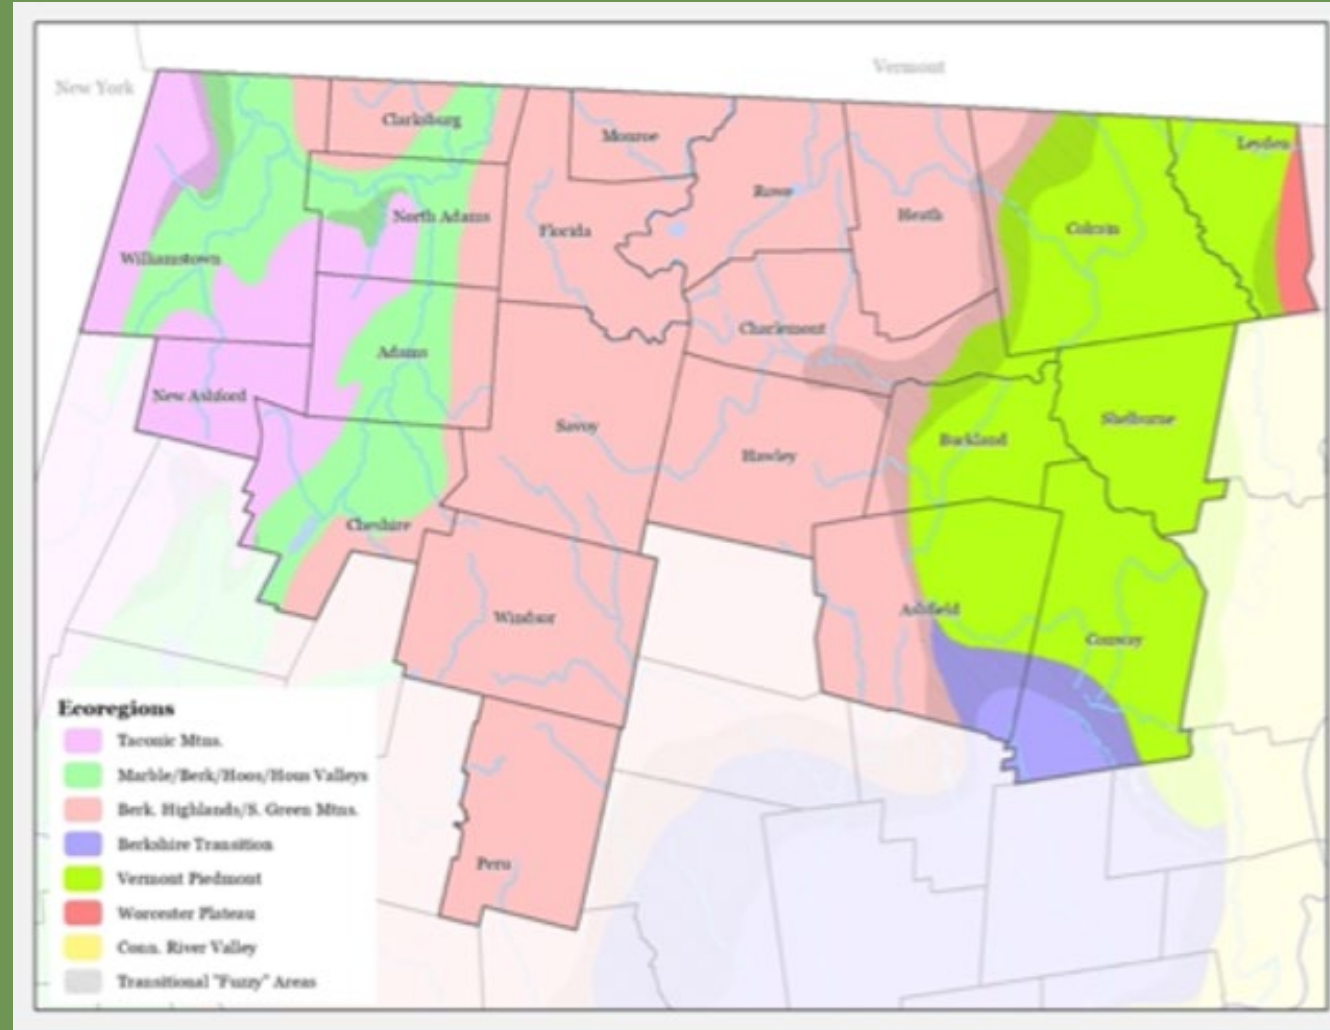 Vermont
New York
Clarksburg
Monroe
Leyden
Rowe
North Adams
Heath
Florida
Colrain
Williamstown
Charlemont
Adams
New Ashford
Shelburne
Savoy
Buckland
Hawley
Cheshire
Ashfield
Windsor
Conway
Peru
Ecoregions
Taconic Mtns.
Marble/Berk/Hoos/Hous Valleys
Berk. Highlands/S. Green Mtns.
Berkshire Transition
Vermont Piedmont
Worcester Plateau
Conn. River Valley
Transitional "Fuzzy" Areas